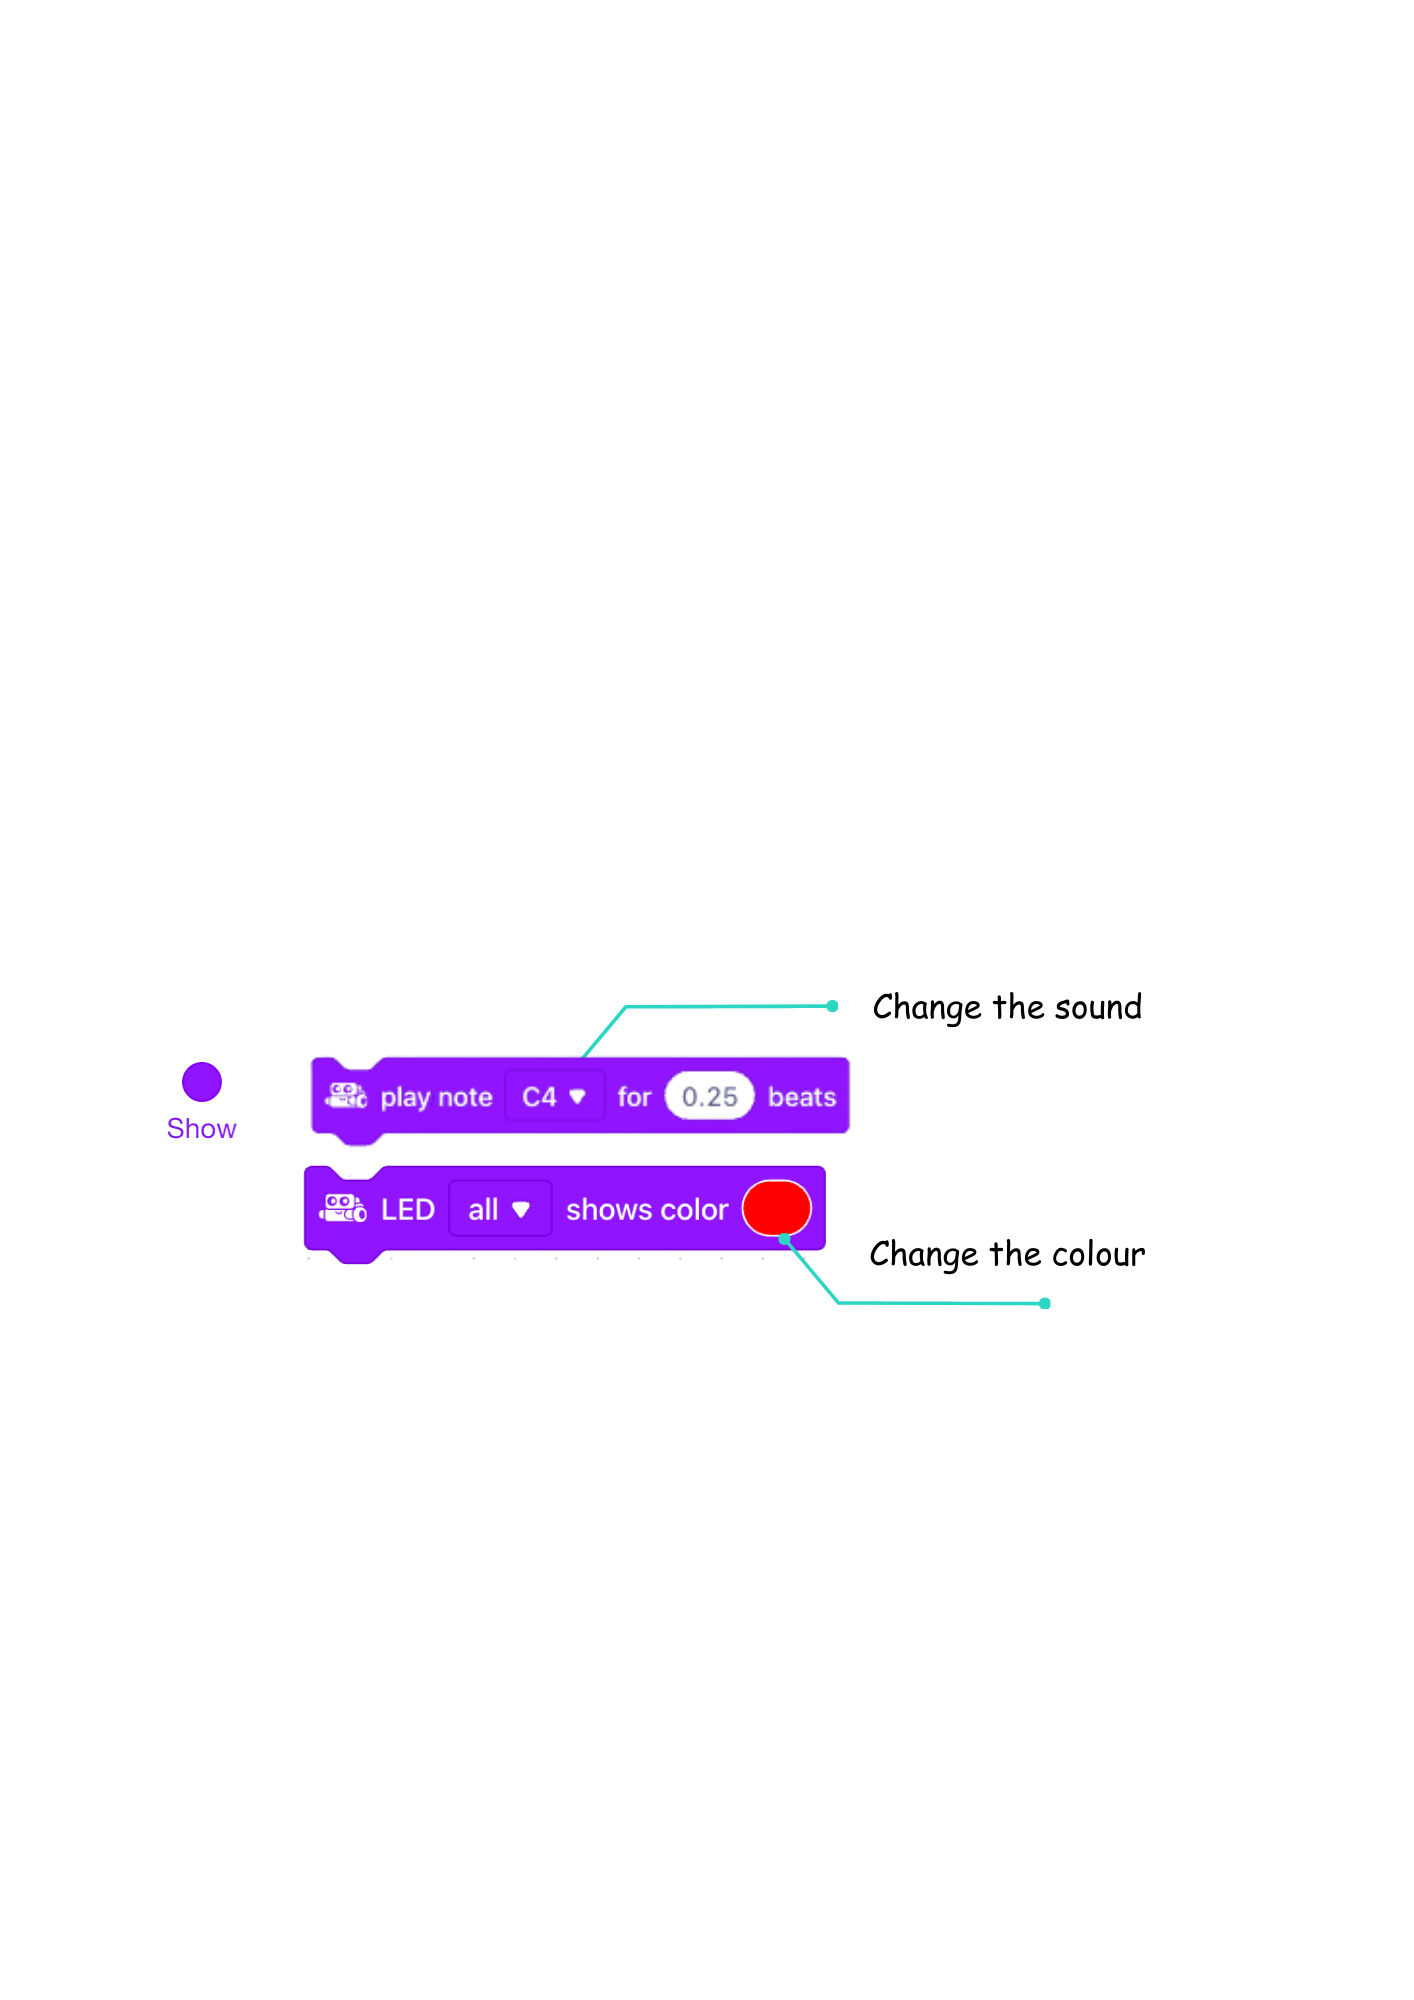 Change the sound
play note C4 for 0.25 beats
Show
LED all shows color
Change the colour